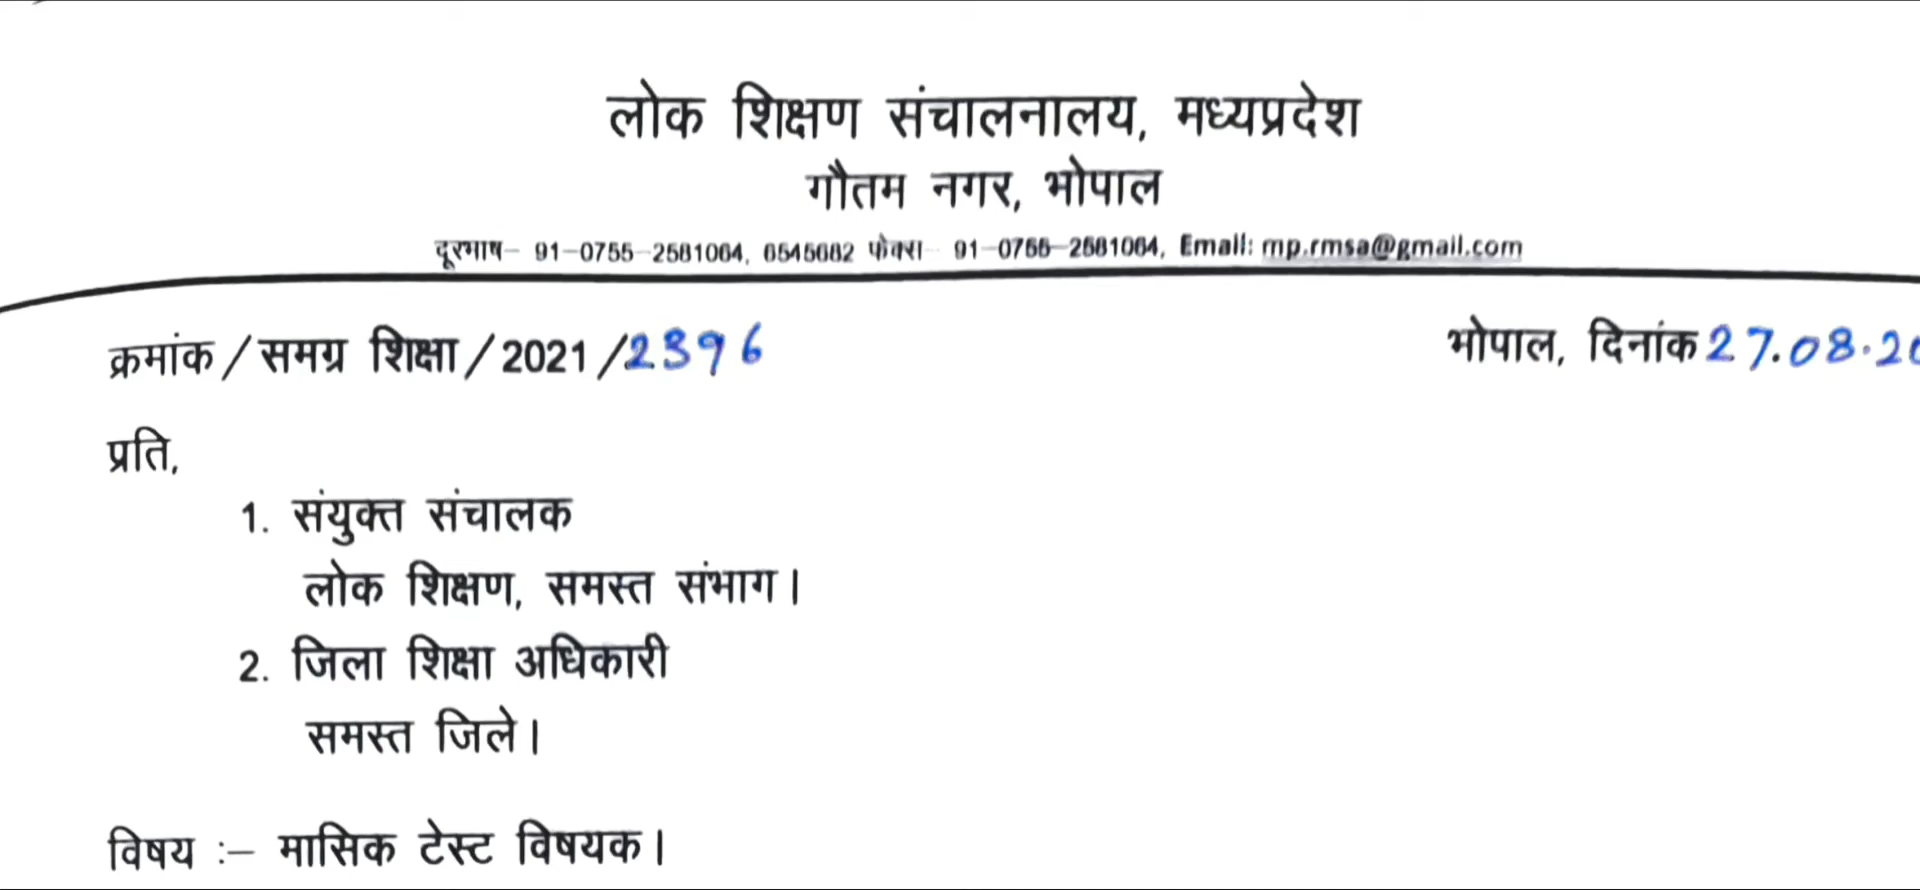 लोक शिक्षण संचालनालय, मध्यप्रदेश
गौतम नगर, भोपाल
दूरभाष– 91–0755–2581064, 6545682 फेक्स– 91–0755–2581064, Email: mp.rmsa@gmail.com
क्रमांक/समग्र शिक्षा/2021/2396 भोपाल, दिनांक 27.08.20
प्रति,
1. संयुक्त संचालक
लोक शिक्षण, समस्त संभाग।
2. जिला शिक्षा अधिकारी
समस्त जिले।
विषय :– मासिक टेस्ट विषयक।